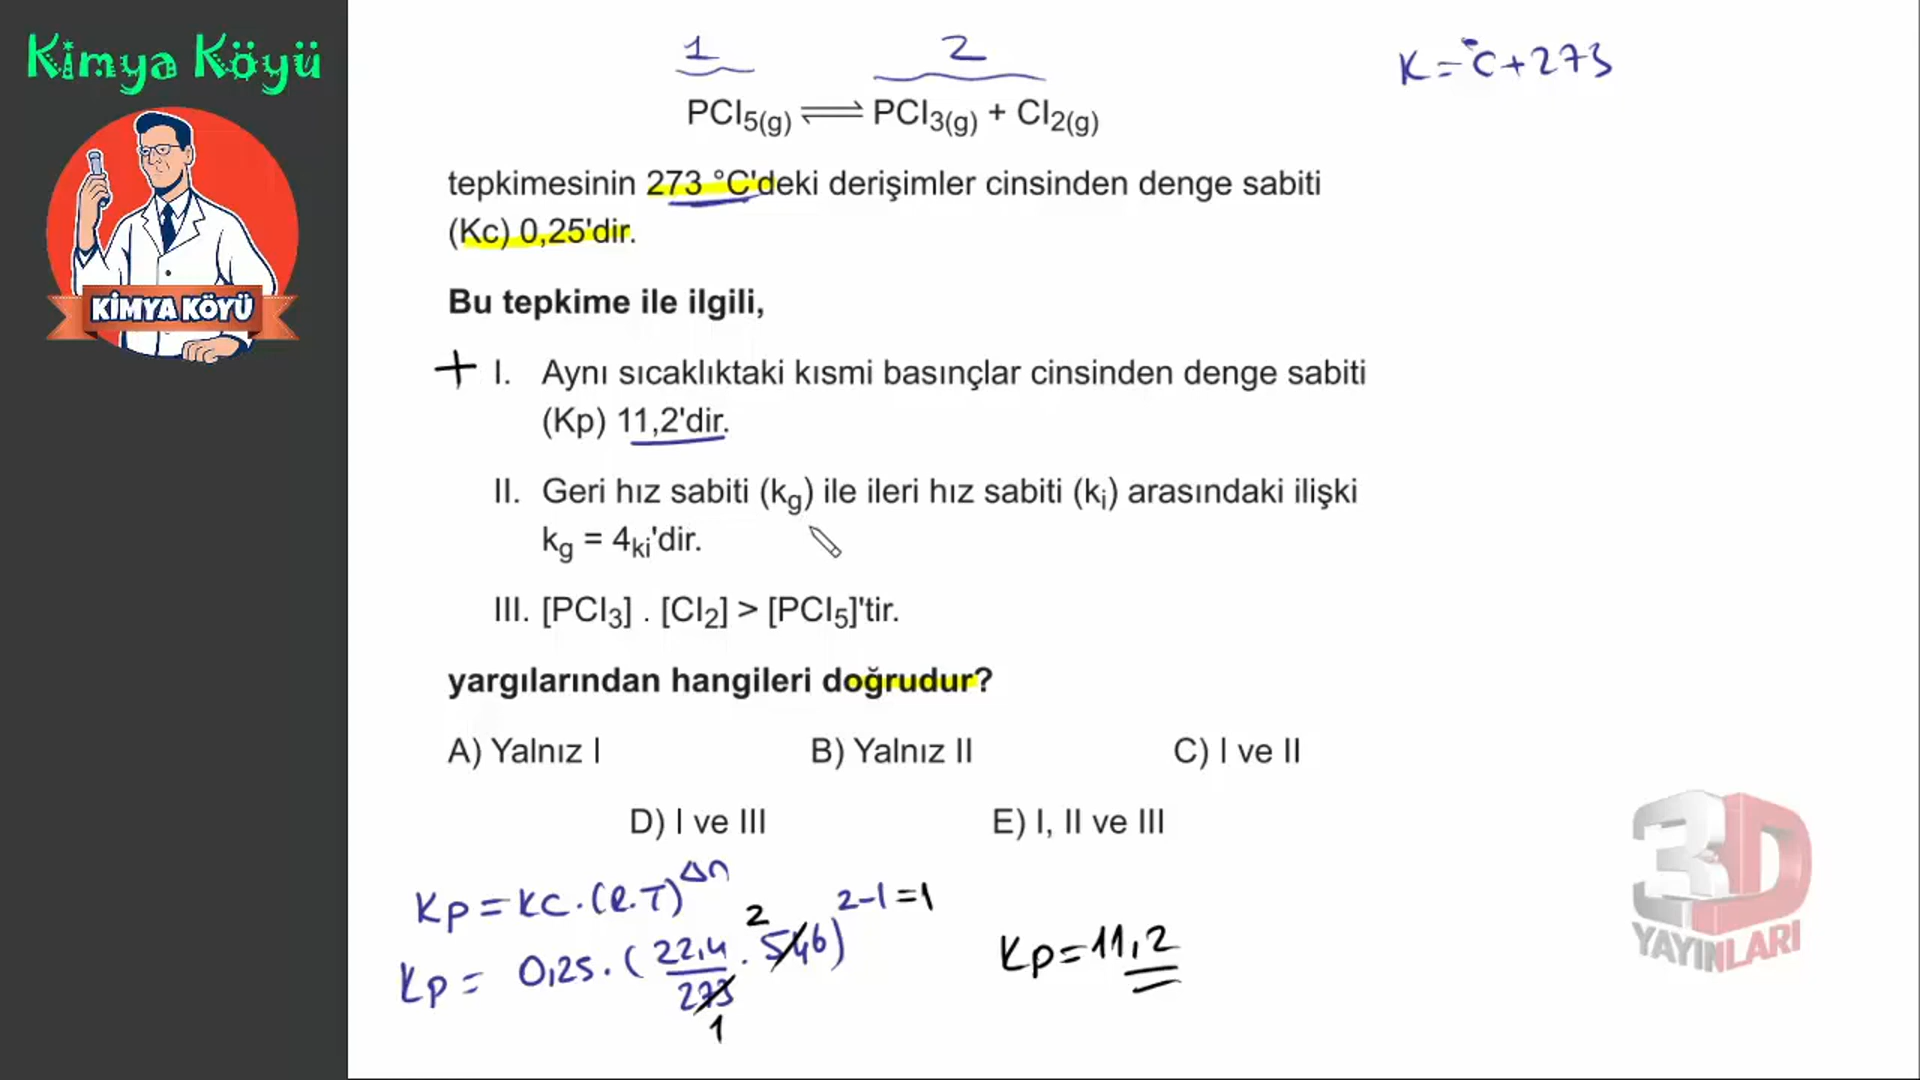 Kimya Köyü
KİMYA KÖYÜ
1 2
K=°C+273
PCl5(g) ⇌ PCl3(g) + Cl2(g)
tepkimesinin 273 °C'deki derişimler cinsinden denge sabiti
(Kc) 0,25'dir.
Bu tepkime ile ilgili,
+ I. Aynı sıcaklıktaki kısmi basınçlar cinsinden denge sabiti
(Kp) 11,2'dir.
II. Geri hız sabiti (kg) ile ileri hız sabiti (ki) arasındaki ilişki
kg = 4ki'dir.
III. [PCl3] . [Cl2] > [PCl5]'tir.
yargılarından hangileri doğrudur?
A) Yalnız I B) Yalnız II C) I ve II
D) I ve III E) I, II ve III
Kp=Kc.(R.T)Δn
Kp= 0,25.(22,4/273 1 . 546 2)2-1=1
Kp=11,2
3D
YAYINLARI